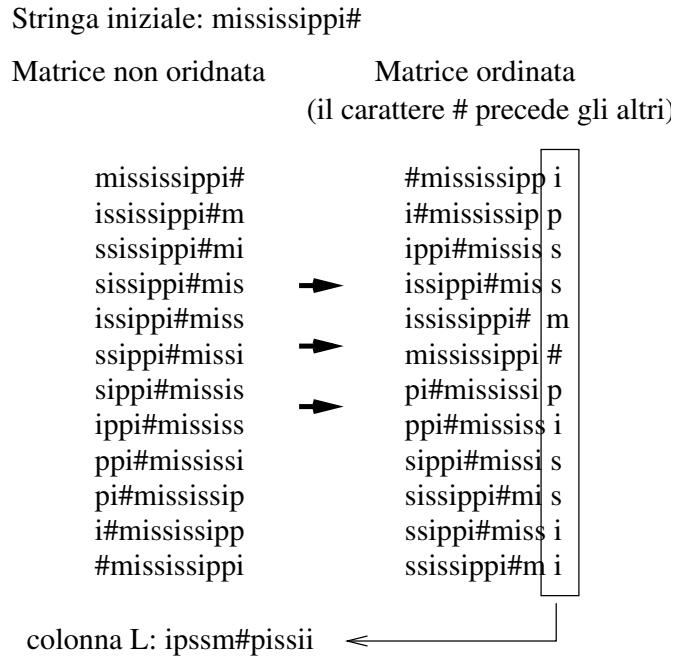 Stringa iniziale: mississippi#
Matrice non oridnata
Matrice ordinata
(il carattere # precede gli altri)
mississippi# #mississipp i
ississippi#m i#mississip p
ssissippi#mi ippi#missis s
sissippi#mis issippi#mis s
issippi#miss ississippi# m
ssippi#missi mississippi #
sippi#missis pi#mississi p
ippi#mississ ppi#mississ i
ppi#mississi sippi#missi s
pi#mississip sissippi#mi s
i#mississipp ssippi#miss i
#mississippi ssissippi#m i
colonna L: ipssm#pissii